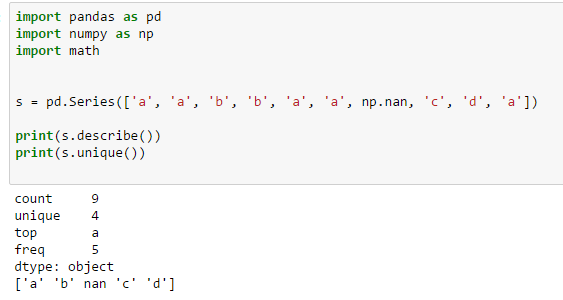 import pandas as pd
import numpy as np
import math
s = pd.Series(['a', 'a', 'b', 'b', 'a', 'a', np.nan, 'c', 'd', 'a'])
print(s.describe())
print(s.unique())
count     9
unique    4
top       a
freq      5
dtype: object
['a' 'b' nan 'c' 'd']